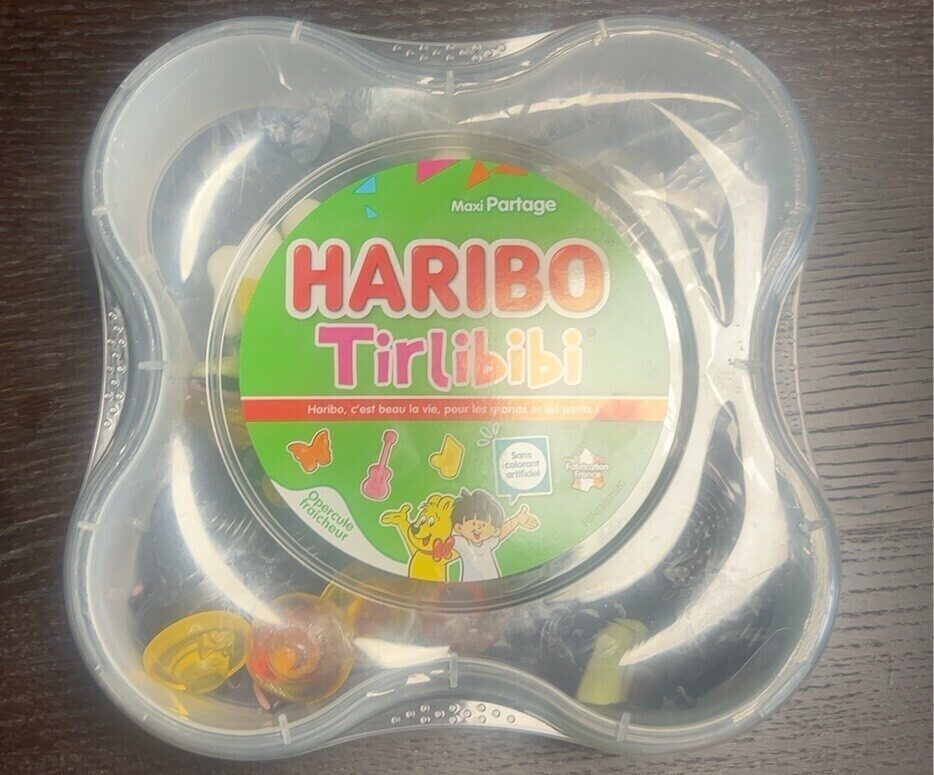 Maxi Partage
HARIBO
Tirlibibi®
Haribo, c'est beau la vie, pour les grands et les petits !
Sans
colorant
artificiel
Fabrication
France
Opercule
fraîcheur